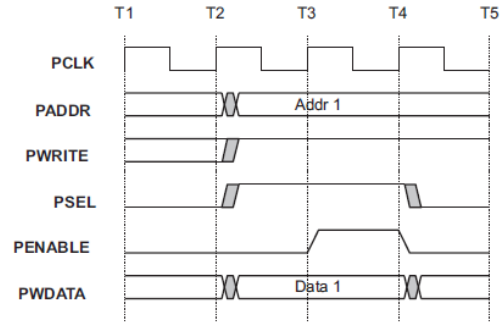 T1 T2 T3 T4 T5
PCLK
PADDR Addr 1
PWRITE
PSEL
PENABLE
PWDATA Data 1